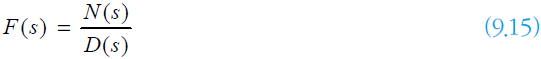 F(s) = N(s) / D(s) (9.15)